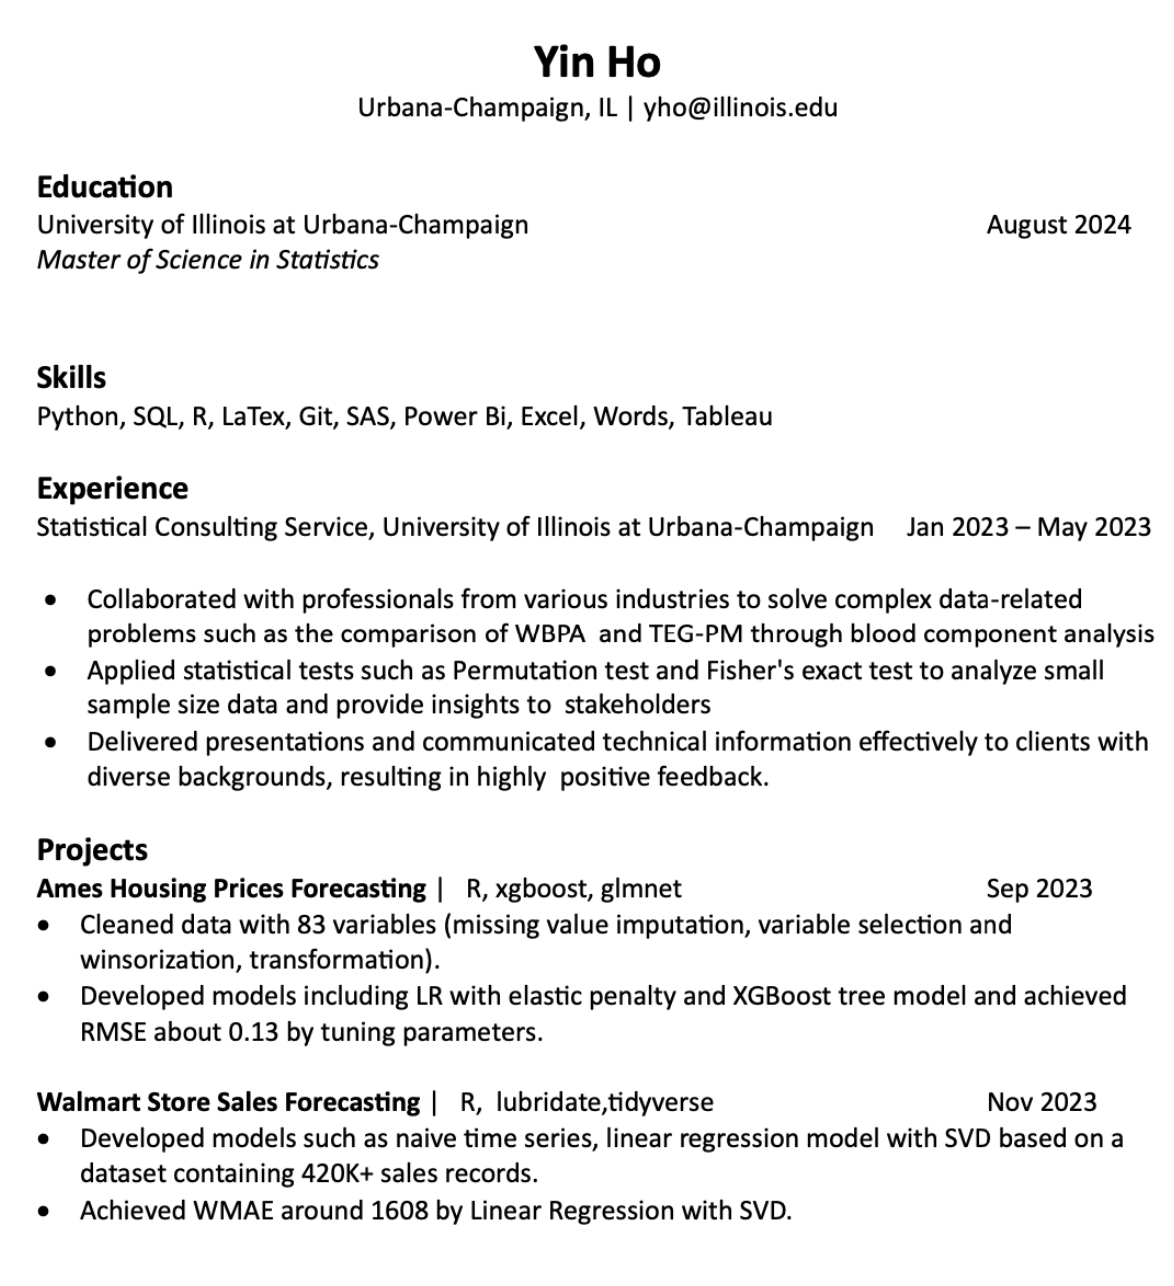 Yin Ho
Urbana-Champaign, IL | yho@illinois.edu
Education
University of Illinois at Urbana-Champaign August 2024
Master of Science in Statistics
Skills
Python, SQL, R, LaTex, Git, SAS, Power Bi, Excel, Words, Tableau
Experience
Statistical Consulting Service, University of Illinois at Urbana-Champaign Jan 2023 – May 2023
• Collaborated with professionals from various industries to solve complex data-related
problems such as the comparison of WBPA and TEG-PM through blood component analysis
• Applied statistical tests such as Permutation test and Fisher's exact test to analyze small
sample size data and provide insights to stakeholders
• Delivered presentations and communicated technical information effectively to clients with
diverse backgrounds, resulting in highly positive feedback.
Projects
Ames Housing Prices Forecasting | R, xgboost, glmnet Sep 2023
• Cleaned data with 83 variables (missing value imputation, variable selection and
winsorization, transformation).
• Developed models including LR with elastic penalty and XGBoost tree model and achieved
RMSE about 0.13 by tuning parameters.
Walmart Store Sales Forecasting | R, lubridate,tidyverse Nov 2023
• Developed models such as naive time series, linear regression model with SVD based on a
dataset containing 420K+ sales records.
• Achieved WMAE around 1608 by Linear Regression with SVD.